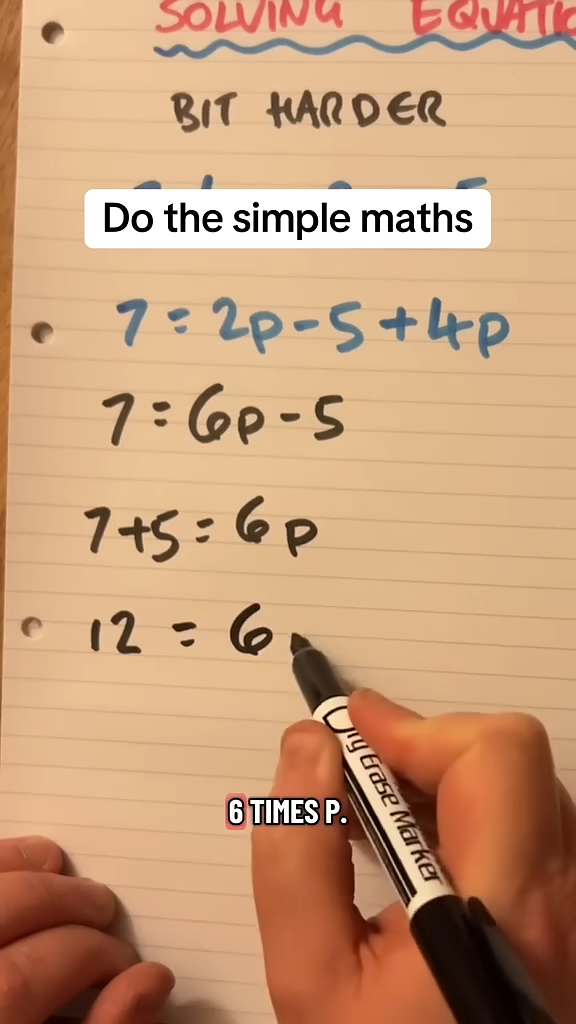 SOLVING EQUATIO
BIT HARDER
Do the simple maths
7 = 2p - 5 + 4p
7 = 6p - 5
7 + 5 = 6p
12 = 6
6 TIMES P.
Dry Erase Marker